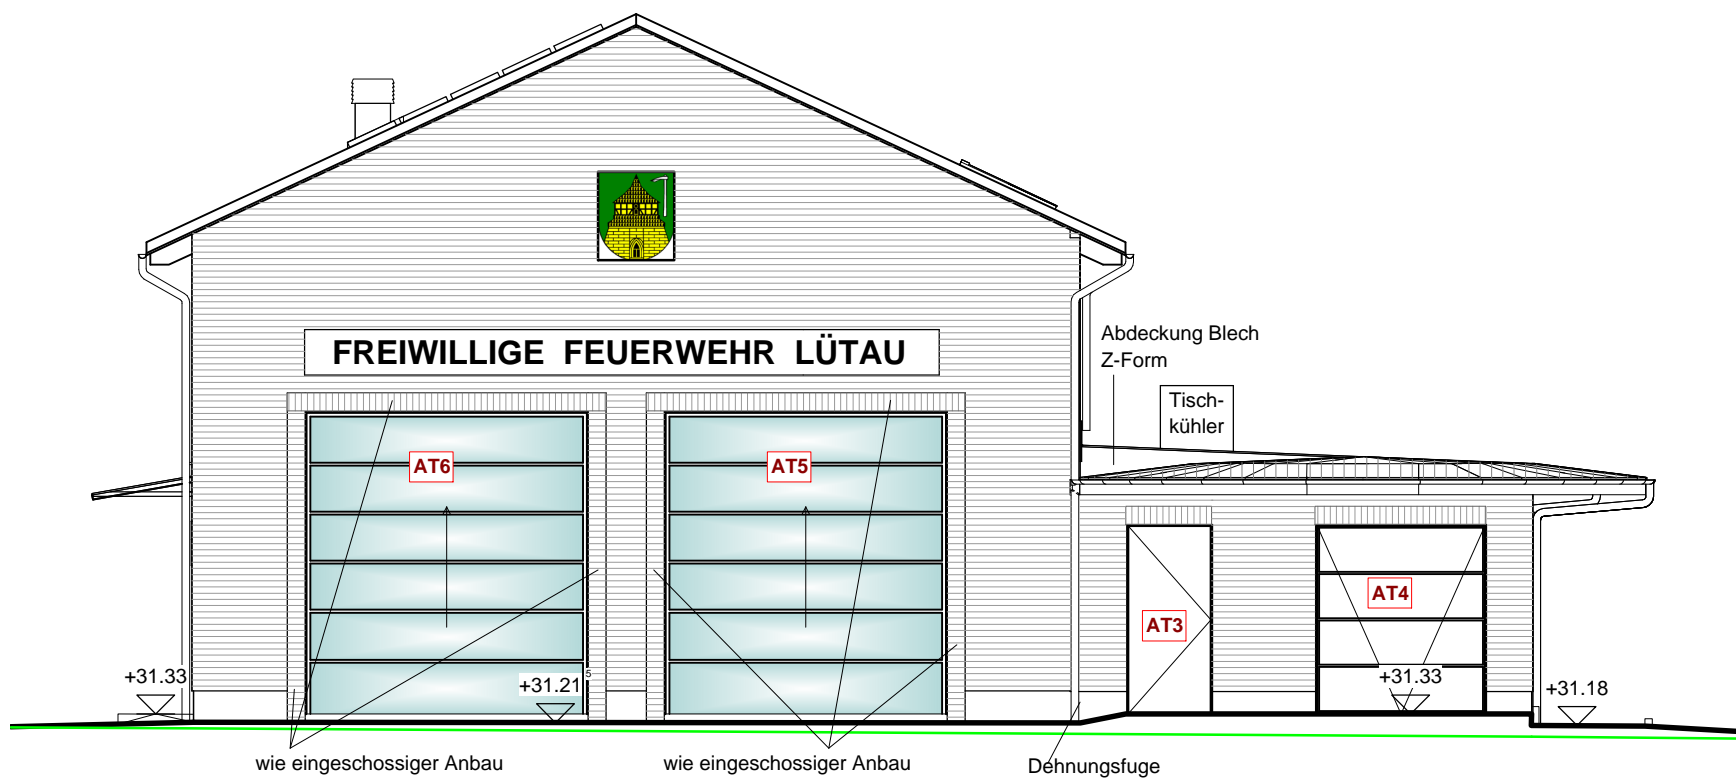 FREIWILLIGE FEUERWEHR LÜTAU
Abdeckung Blech
Z-Form
Tisch-
kühler
AT6
AT5
AT4
AT3
+31.33
+31.21 5
+31.33
+31.18
wie eingeschossiger Anbau
wie eingeschossiger Anbau
Dehnungsfuge